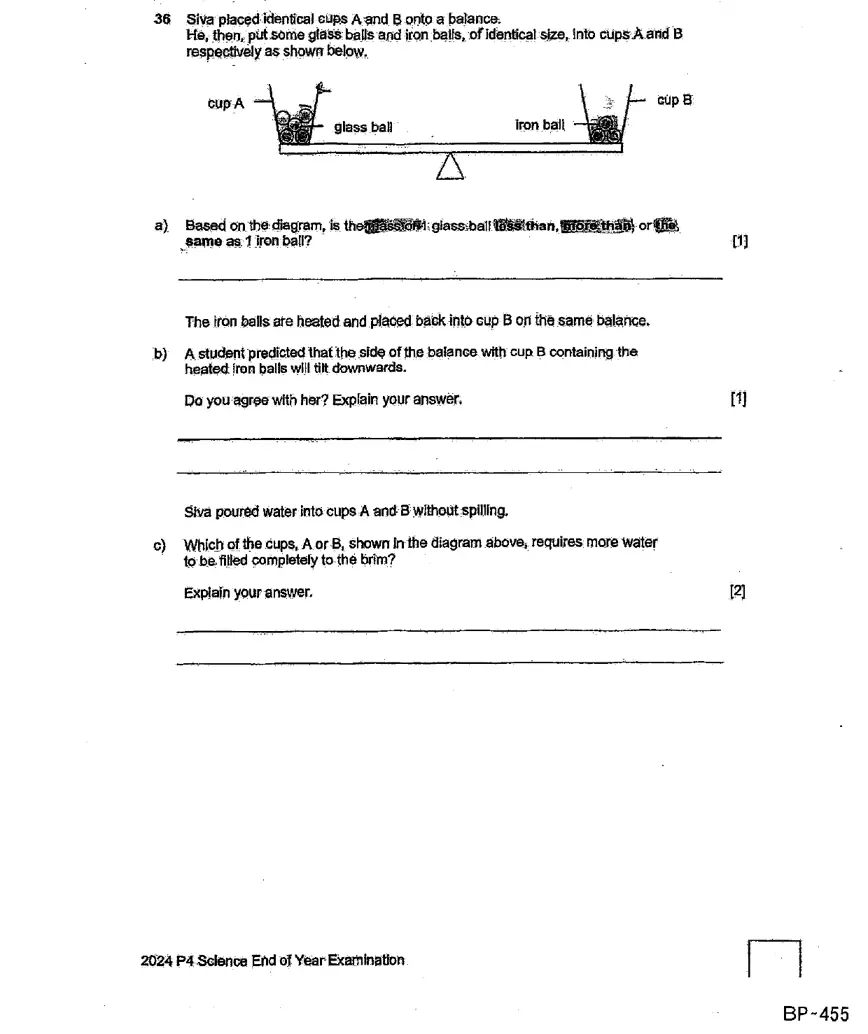 36 Siva placed identical cups A and B onto a balance.
He, then, put some glass balls and iron balls, of identical size, into cups A and B
respectively as shown below.
cup A
glass ball
iron ball
cup B
a) Based on the diagram, is the mass of 1 glass ball less than, more than, or the
same as 1 iron ball? [1]
The iron balls are heated and placed back into cup B on the same balance.
b) A student predicted that the side of the balance with cup B containing the
heated iron balls will tilt downwards.
Do you agree with her? Explain your answer. [1]
Siva poured water into cups A and B without spilling.
c) Which of the cups, A or B, shown in the diagram above, requires more water
to be filled completely to the brim?
Explain your answer. [2]
2024 P4 Science End of Year Examination
BP-455